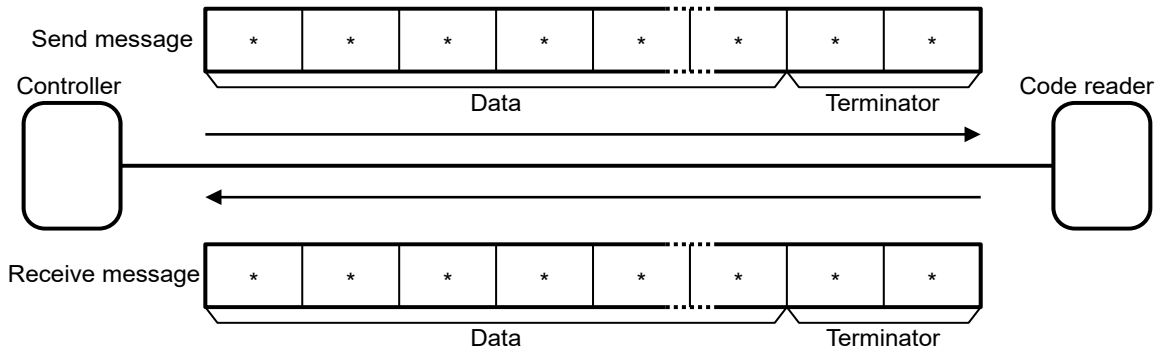 Send message * * * * * * * *
Data Terminator
Controller Code reader
Receive message * * * * * * * *
Data Terminator